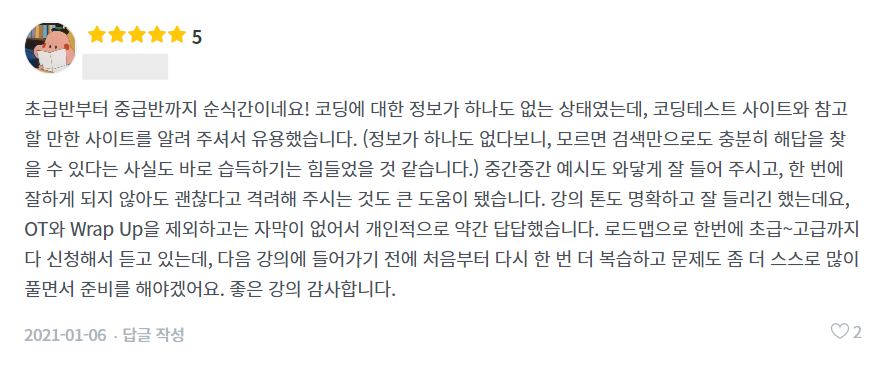 5
초급반부터 중급반까지 순식간이네요! 코딩에 대한 정보가 하나도 없는 상태였는데, 코딩테스트 사이트와 참고
할 만한 사이트를 알려 주셔서 유용했습니다. (정보가 하나도 없다보니, 모르면 검색만으로도 충분히 해답을 찾
을 수 있다는 사실도 바로 습득하기는 힘들었을 것 같습니다.) 중간중간 예시도 와닿게 잘 들어 주시고, 한 번에
잘하게 되지 않아도 괜찮다고 격려해 주시는 것도 큰 도움이 됐습니다. 강의 톤도 명확하고 잘 들리긴 했는데요,
OT와 Wrap Up을 제외하고는 자막이 없어서 개인적으로 약간 답답했습니다. 로드맵으로 한번에 초급~고급까지
다 신청해서 듣고 있는데, 다음 강의에 들어가기 전에 처음부터 다시 한 번 더 복습하고 문제도 좀 더 스스로 많이
풀면서 준비를 해야겠어요. 좋은 강의 감사합니다.
2021-01-06 · 답글 작성
2